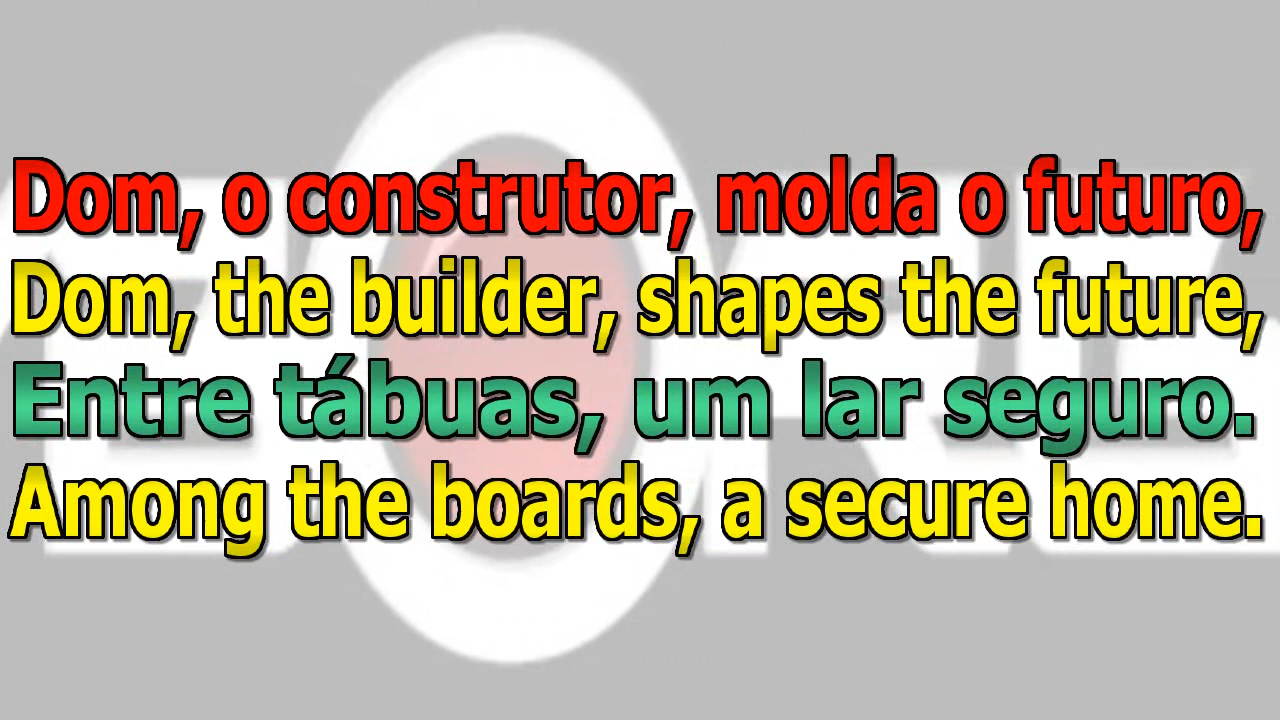 Dom, o construtor, molda o futuro,
Dom, the builder, shapes the future,
Entre tábuas, um lar seguro.
Among the boards, a secure home.